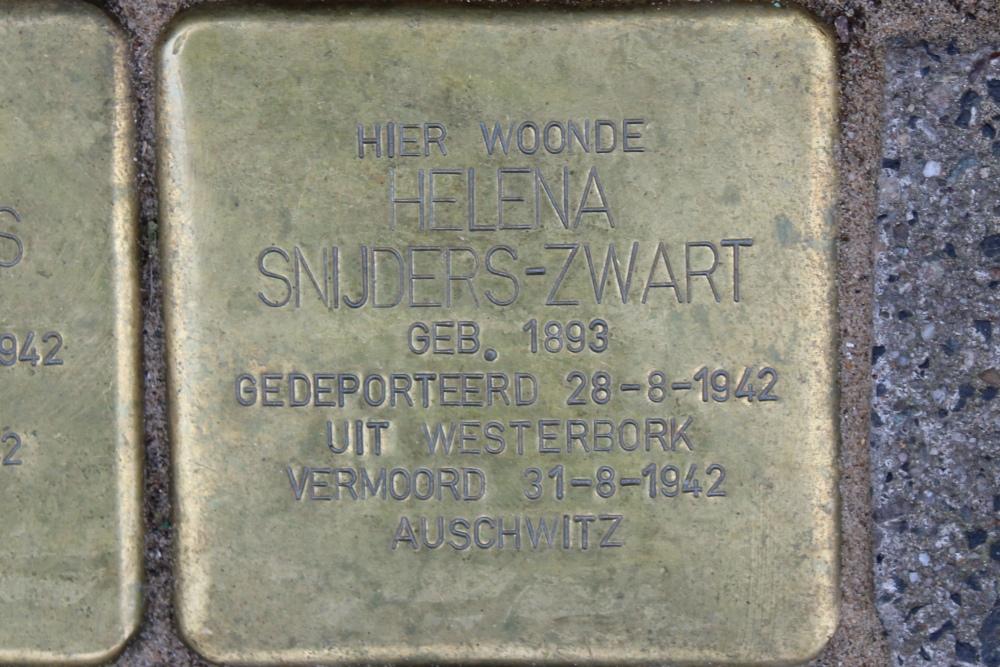 HIER WOONDE
HELENA
SNIJDERS-ZWART
GEB. 1893
GEDEPORTEERD 28-8-1942
UIT WESTERBORK
VERMOORD 31-8-1942
AUSCHWITZ